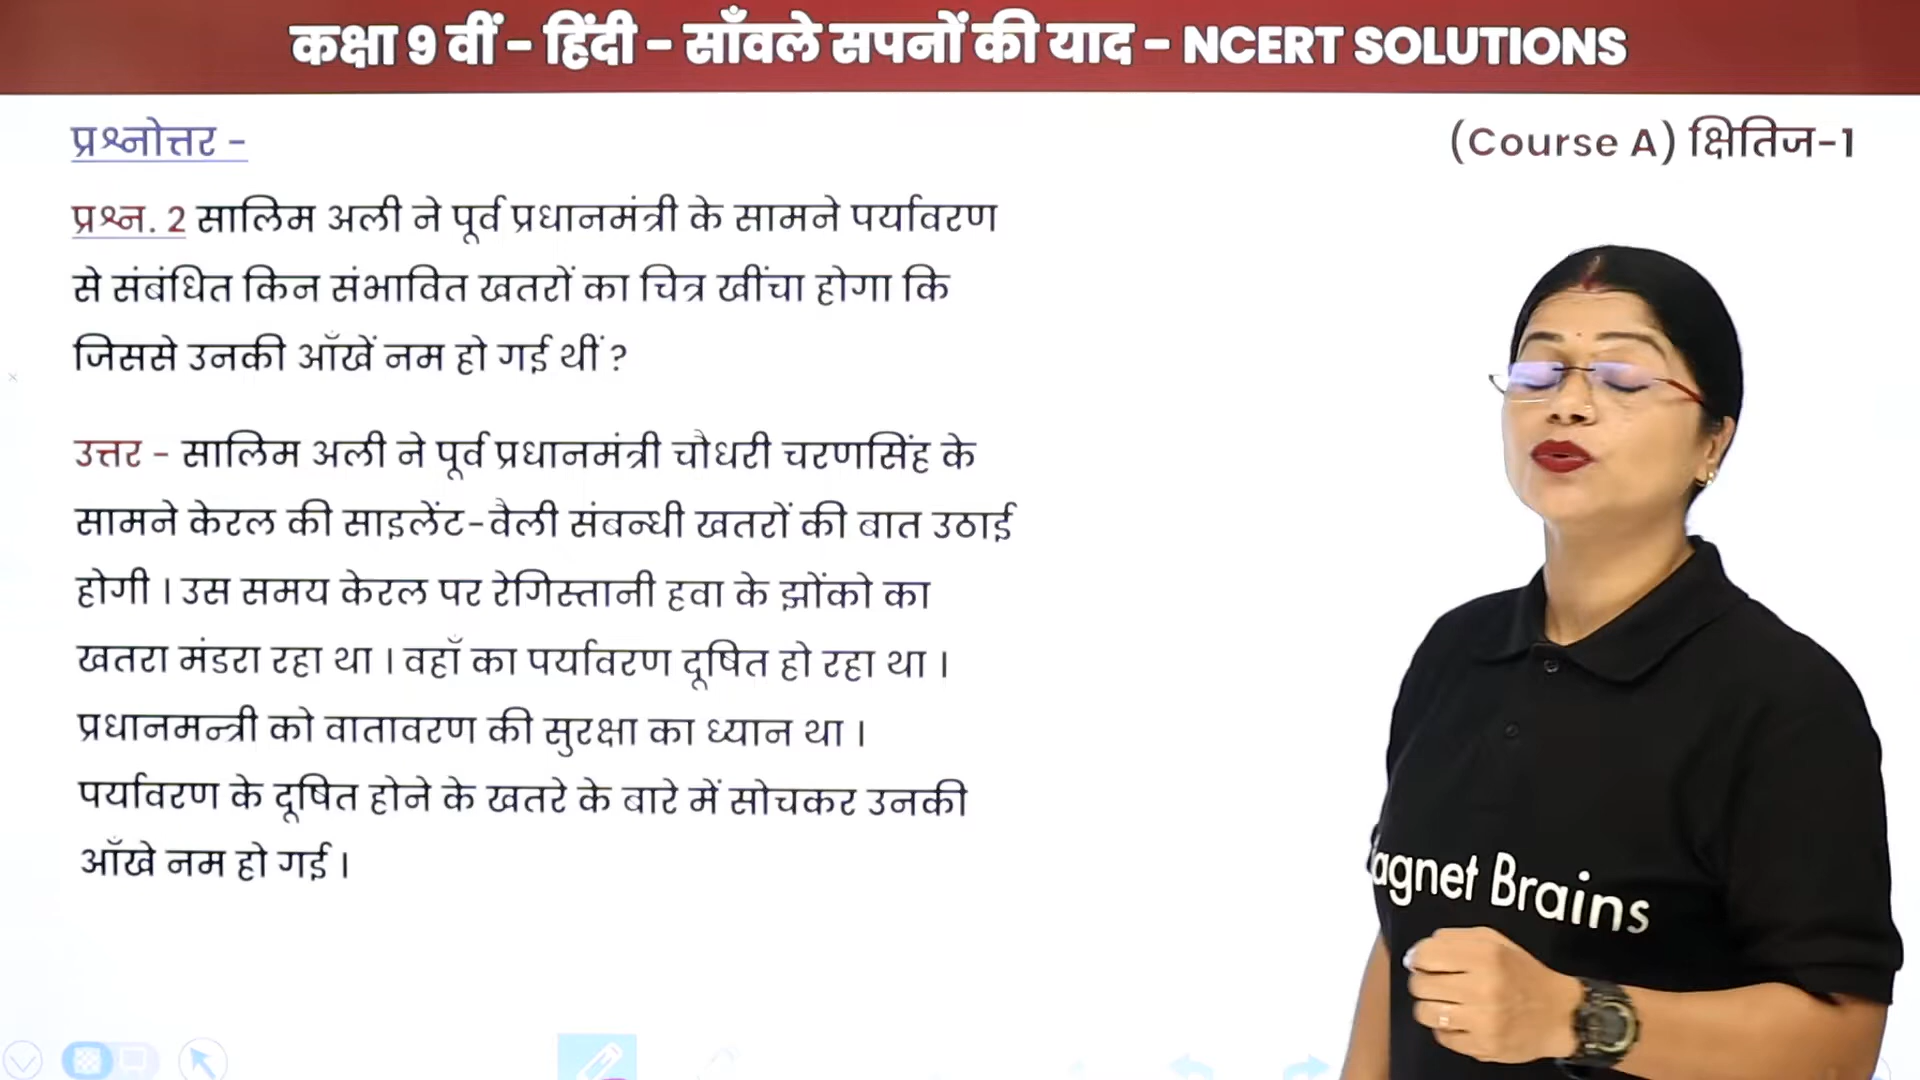 कक्षा 9 वीं - हिंदी - साँवले सपनों की याद - NCERT SOLUTIONS
प्रश्नोत्तर -
(Course A) क्षितिज-1
प्रश्न. 2 सालिम अली ने पूर्व प्रधानमंत्री के सामने पर्यावरण
से संबंधित किन संभावित खतरों का चित्र खींचा होगा कि
जिससे उनकी आँखें नम हो गई थीं ?
उत्तर - सालिम अली ने पूर्व प्रधानमंत्री चौधरी चरणसिंह के
सामने केरल की साइलेंट-वैली संबन्धी खतरों की बात उठाई
होगी । उस समय केरल पर रेगिस्तानी हवा के झोंको का
खतरा मंडरा रहा था । वहाँ का पर्यावरण दूषित हो रहा था ।
प्रधानमन्त्री को वातावरण की सुरक्षा का ध्यान था ।
पर्यावरण के दूषित होने के खतरे के बारे में सोचकर उनकी
आँखे नम हो गई ।
agnet Brains